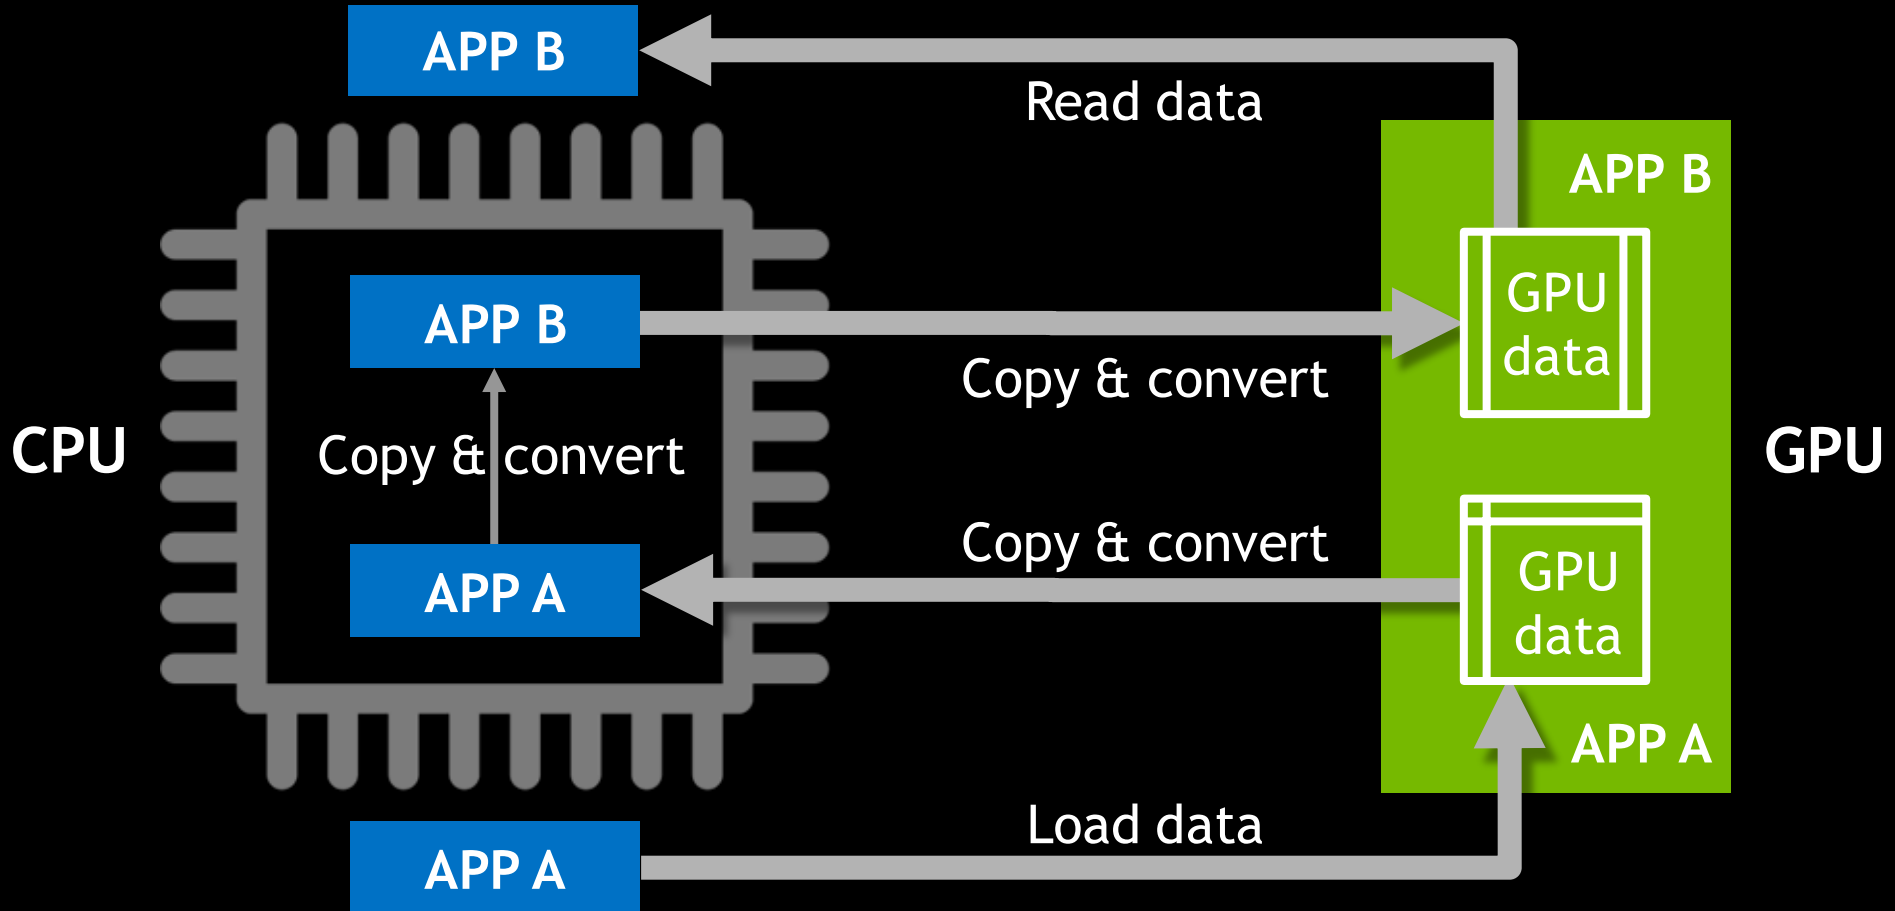 APP B
Read data
APP B
GPU
data
APP B
Copy & convert
CPU
Copy & convert
GPU
Copy & convert
APP A
GPU
data
APP A
Load data
APP A